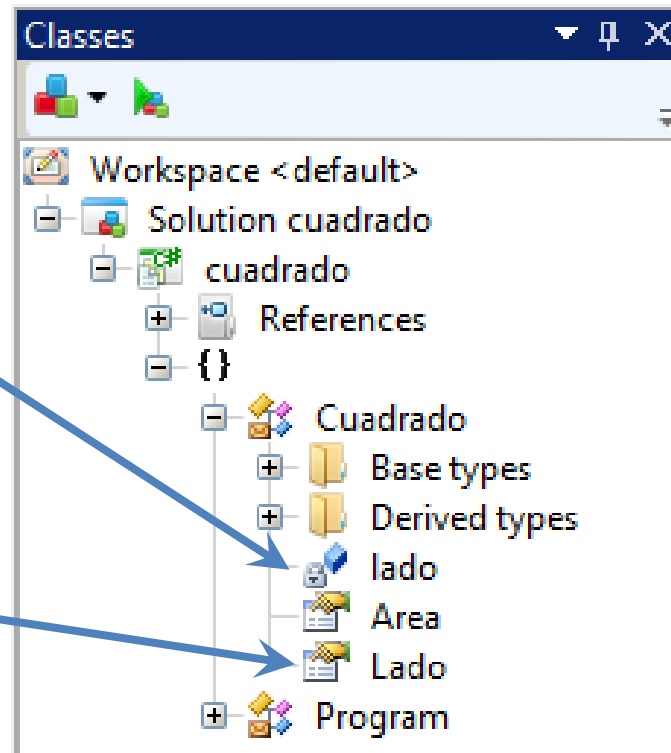 Classes
Workspace <default>
Solution cuadrado
C#
cuadrado
References
{}
Cuadrado
Base types
Derived types
lado
Area
Lado
Program